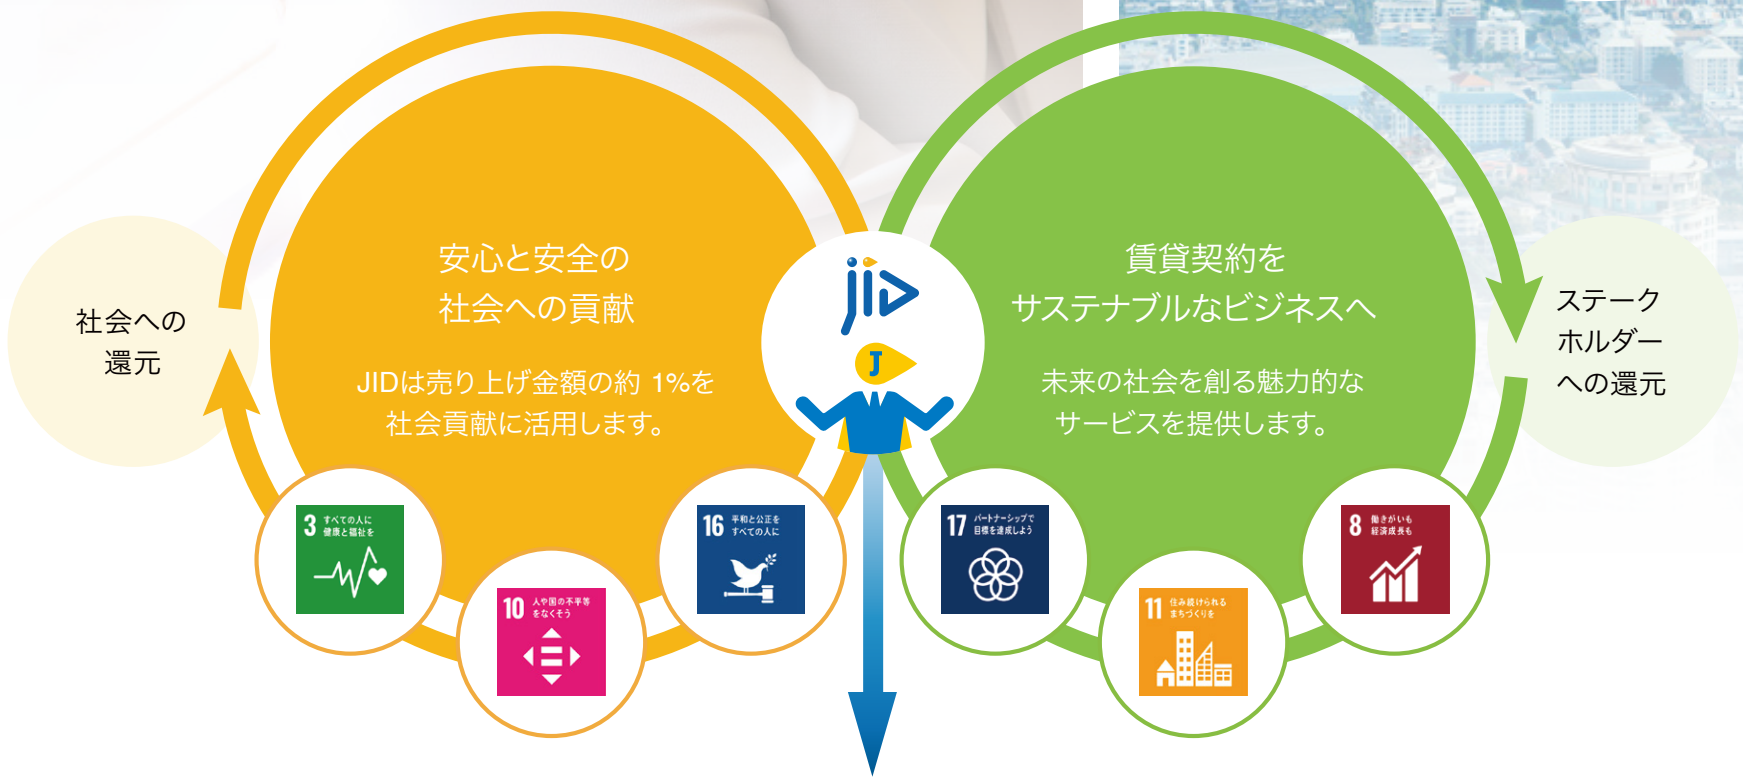 社会への
還元
安心と安全の
社会への貢献
JIDは売り上げ金額の約 1%を
社会貢献に活用します。
3 すべての人に
健康と福祉を
10 人や国の不平等
をなくそう
16 平和と公正を
すべての人に
jID
J
賃貸契約を
サステナブルなビジネスへ
未来の社会を創る魅力的な
サービスを提供します。
17 パートナーシップで
目標を達成しよう
11 住み続けられる
まちづくりを
8 働きがいも
経済成長も
ステーク
ホルダー
への還元